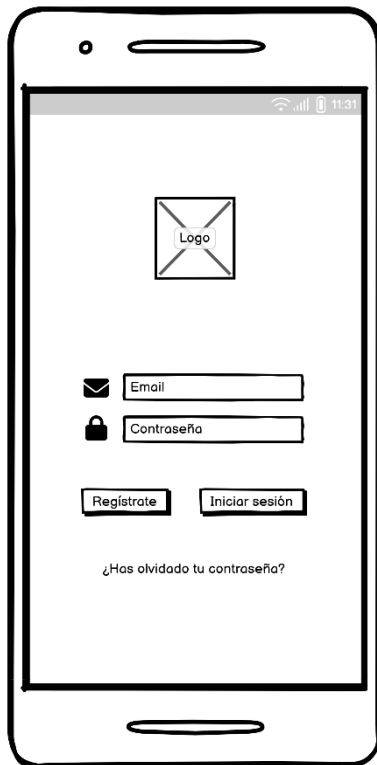 11:31
Logo
Email
Contraseña
Regístrate Iniciar sesión
¿Has olvidado tu contraseña?